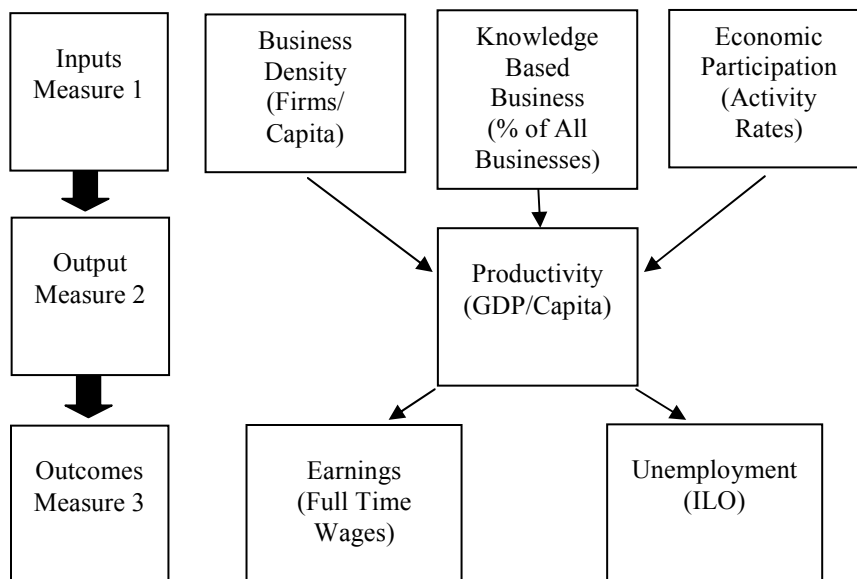 Inputs
Measure 1
Business
Density
(Firms/
Capita)
Knowledge
Based
Business
(% of All
Businesses)
Economic
Participation
(Activity
Rates)
Output
Measure 2
Productivity
(GDP/Capita)
Outcomes
Measure 3
Earnings
(Full Time
Wages)
Unemployment
(ILO)